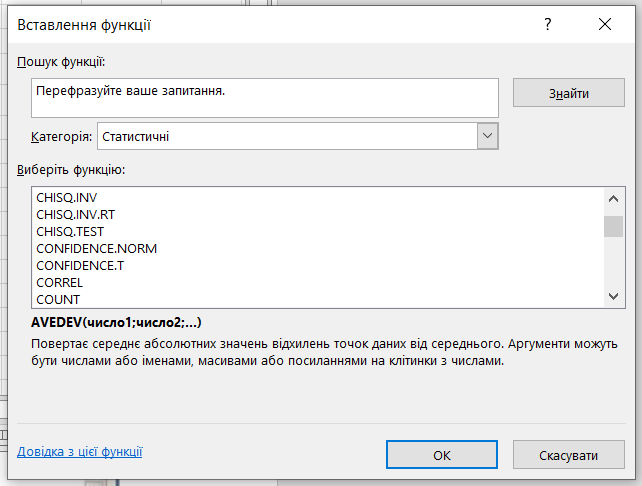 Вставлення функції
?
Пошук функції:
Перефразуйте ваше запитання.
Знайти
Категорія: Статистичні
Виберіть функцію:
CHISQ.INV
CHISQ.INV.RT
CHISQ.TEST
CONFIDENCE.NORM
CONFIDENCE.T
CORREL
COUNT
AVEDEV(число1;число2;...)
Повертає середнє абсолютних значень відхилень точок даних від середнього. Аргументи можуть
бути числами або іменами, масивами або посиланнями на клітинки з числами.
Довідка з цієї функції
ОК
Скасувати